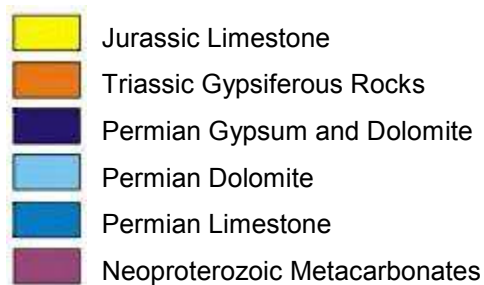 Jurassic Limestone
Triassic Gypsiferous Rocks
Permian Gypsum and Dolomite
Permian Dolomite
Permian Limestone
Neoproterozoic Metacarbonates